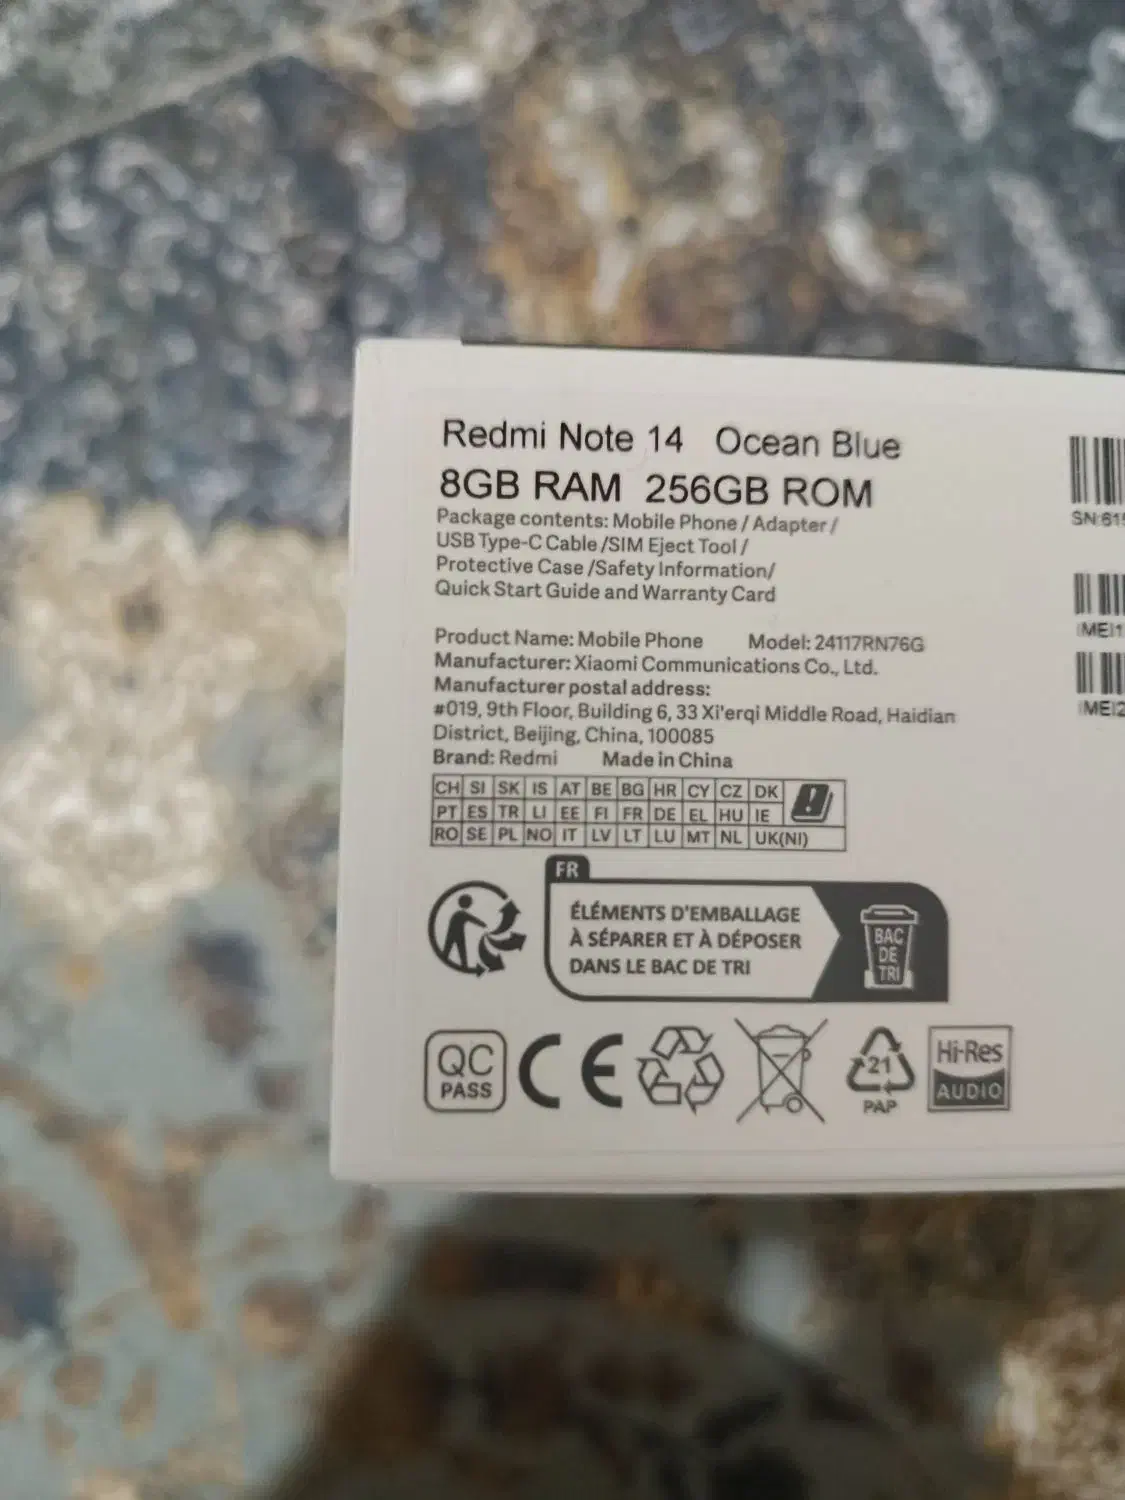 Redmi Note 14 Ocean Blue
8GB RAM 256GB ROM
Package contents: Mobile Phone / Adapter /
USB Type-C Cable /SIM Eject Tool /
Protective Case /Safety Information/
Quick Start Guide and Warranty Card
Product Name: Mobile Phone Model: 24117RN76G
Manufacturer: Xiaomi Communications Co., Ltd.
Manufacturer postal address:
#019, 9th Floor, Building 6, 33 Xi'erqi Middle Road, Haidian
District, Beijing, China, 100085
Brand: Redmi Made in China
CH SI SK IS AT BE BG HR CY CZ DK
PT ES TR LI EE FI FR DE EL HU IE
RO SE PL NO IT LV LT LU MT NL UK(NI)
FR
ÉLÉMENTS D'EMBALLAGE
À SÉPARER ET À DÉPOSER
DANS LE BAC DE TRI
BAC
DE
TRI
QC
PASS
CE
21
PAP
Hi-Res
AUDIO
SN:615
IMEI1
IMEI2